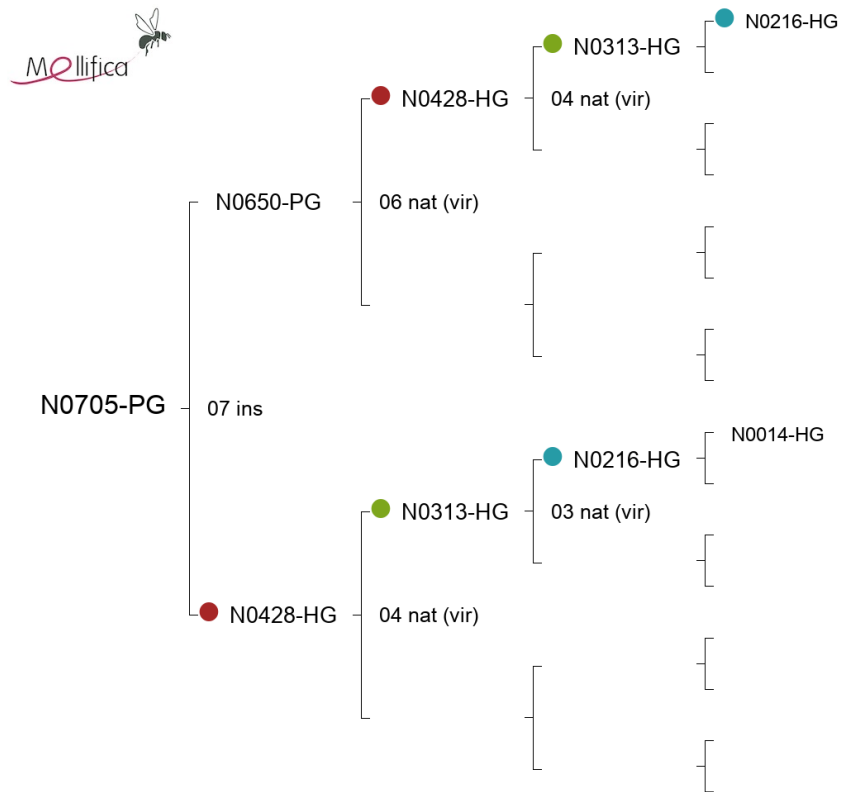 Mellifica
N0216-HG
N0313-HG
N0428-HG
04 nat (vir)
N0650-PG
06 nat (vir)
N0705-PG
07 ins
N0014-HG
N0216-HG
N0313-HG
03 nat (vir)
N0428-HG
04 nat (vir)